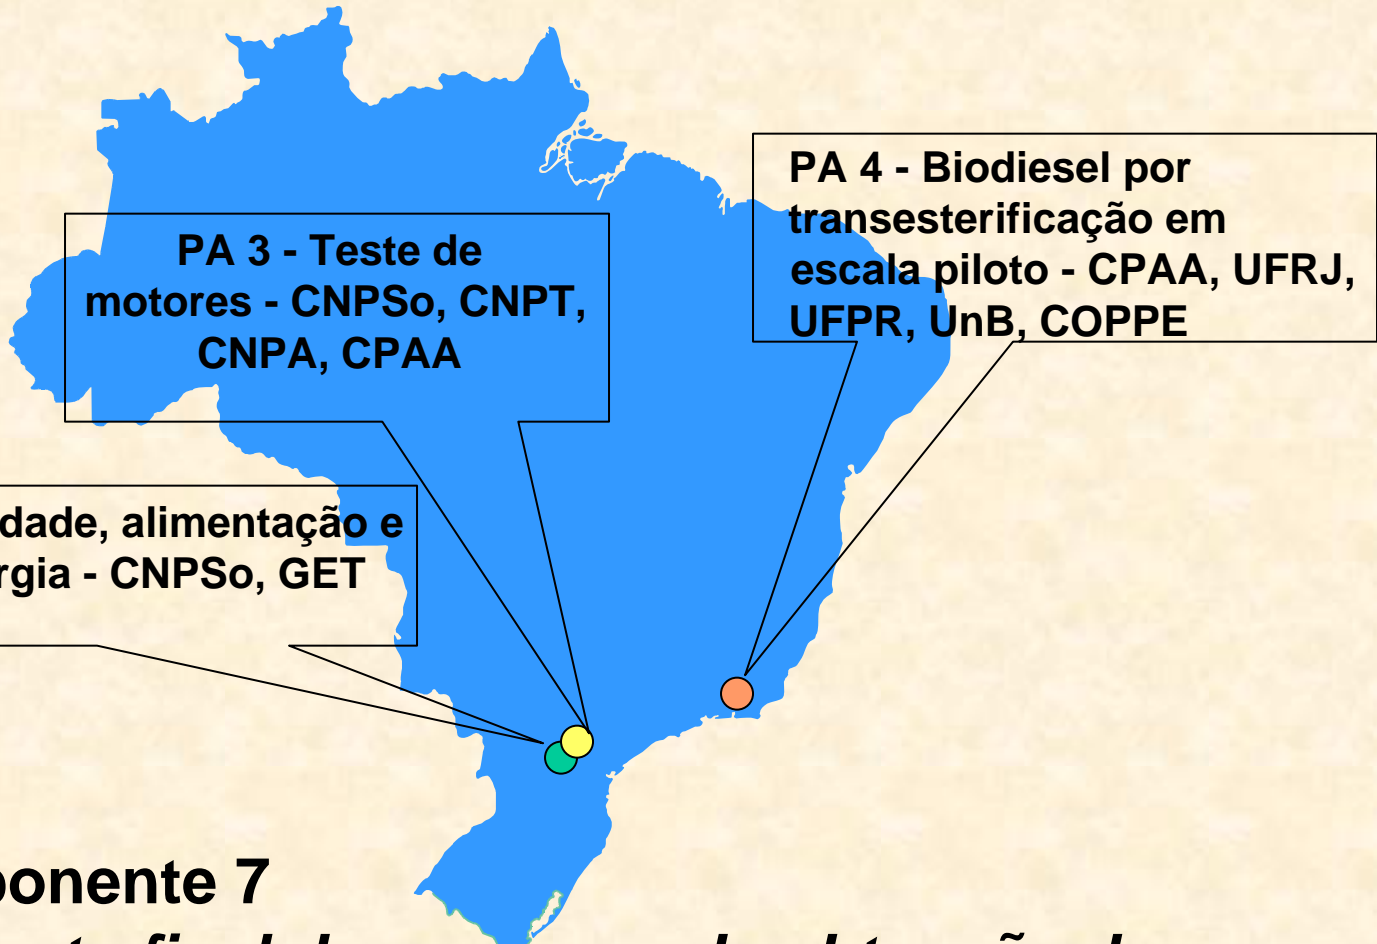 PA 4 - Biodiesel por
transesterificação em
escala piloto - CPAA, UFRJ,
UFPR, UnB, COPPE
PA 3 - Teste de
motores - CNPSo, CNPT,
CNPA, CPAA
dade, alimentação e
rgia - CNPSo, GET
ponente 7